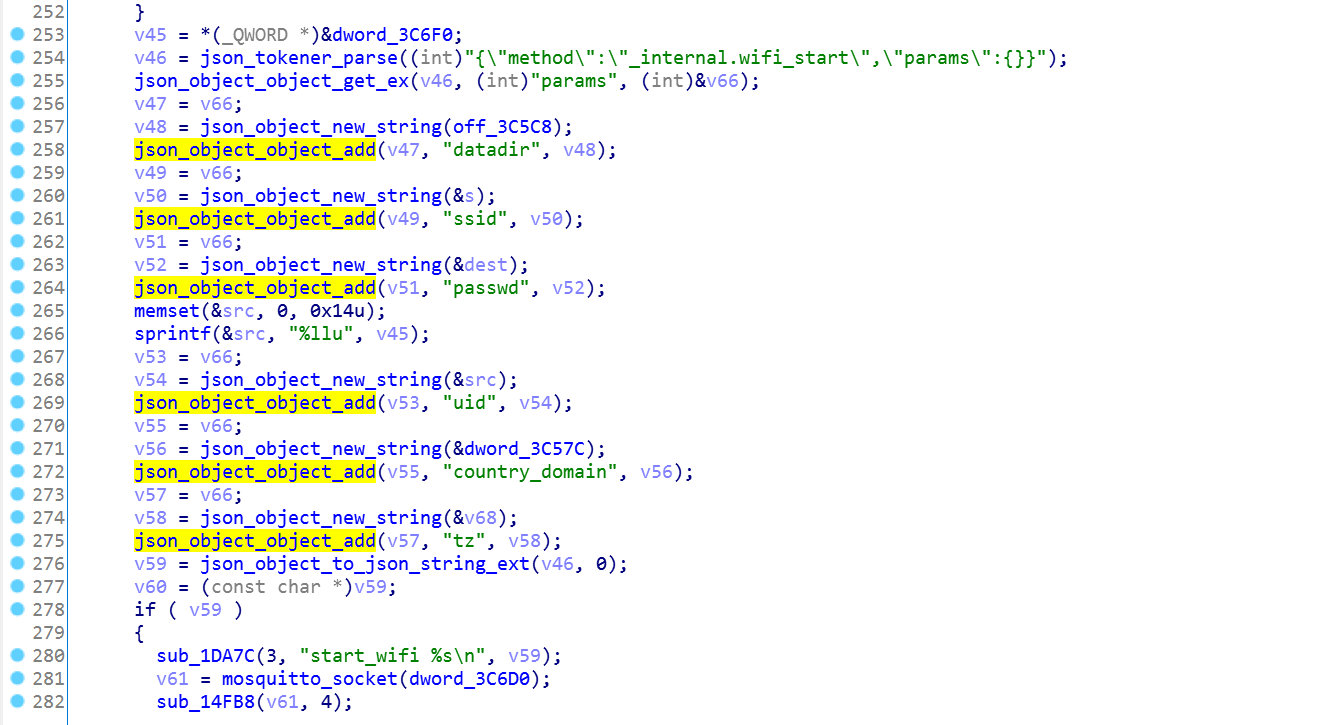 252 }
253 v45 = *(_QWORD *)&dword_3C6F0;
254 v46 = json_tokener_parse((int)"{\"method\":\"_internal.wifi_start\",\"params\":{}}");
255 json_object_object_get_ex(v46, (int)"params", (int)&v66);
256 v47 = v66;
257 v48 = json_object_new_string(off_3C5C8);
258 json_object_object_add(v47, "datadir", v48);
259 v49 = v66;
260 v50 = json_object_new_string(&s);
261 json_object_object_add(v49, "ssid", v50);
262 v51 = v66;
263 v52 = json_object_new_string(&dest);
264 json_object_object_add(v51, "passwd", v52);
265 memset(&src, 0, 0x14u);
266 sprintf(&src, "%llu", v45);
267 v53 = v66;
268 v54 = json_object_new_string(&src);
269 json_object_object_add(v53, "uid", v54);
270 v55 = v66;
271 v56 = json_object_new_string(&dword_3C57C);
272 json_object_object_add(v55, "country_domain", v56);
273 v57 = v66;
274 v58 = json_object_new_string(&v68);
275 json_object_object_add(v57, "tz", v58);
276 v59 = json_object_to_json_string_ext(v46, 0);
277 v60 = (const char *)v59;
278 if ( v59 )
279 {
280 sub_1DA7C(3, "start_wifi %s\n", v59);
281 v61 = mosquitto_socket(dword_3C6D0);
282 sub_14FB8(v61, 4);